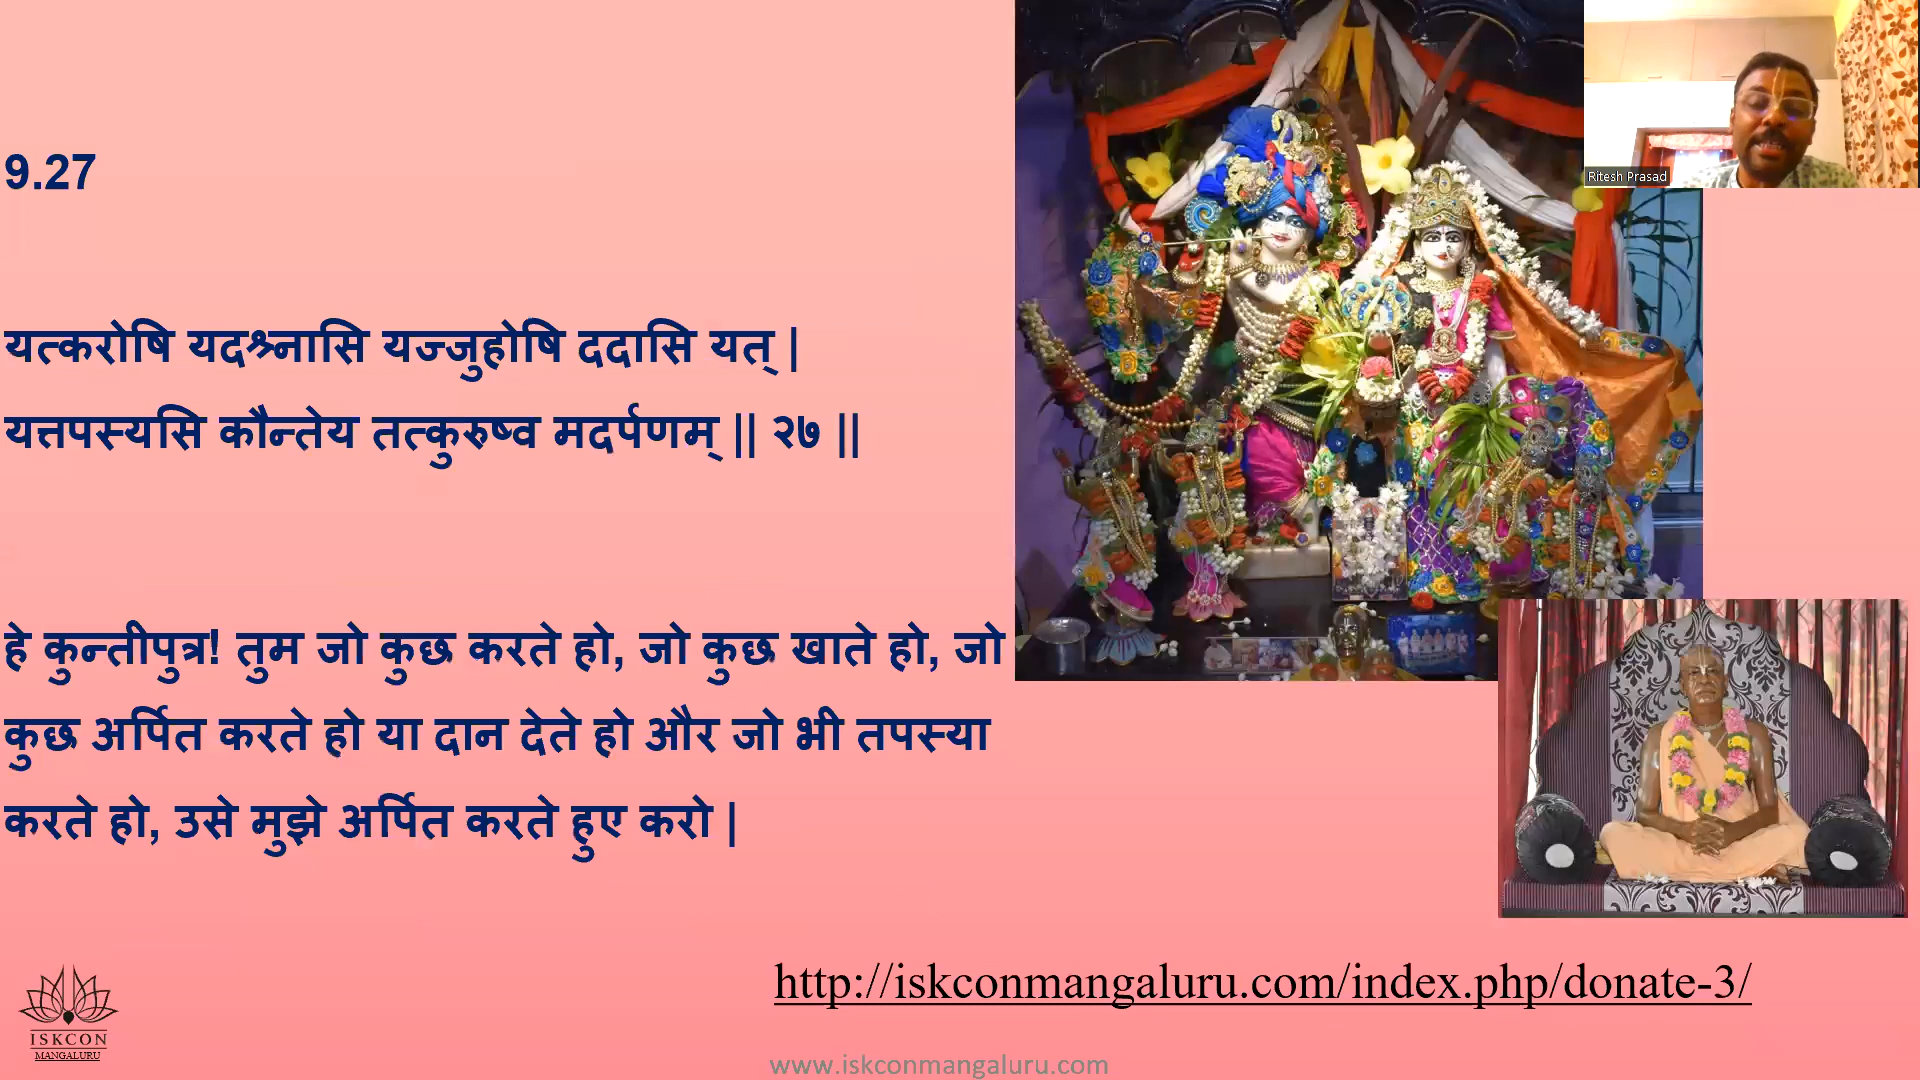 9.27
यत्करोषि यदश्र्नासि यज्जुहोषि ददासि यत् |
यत्तपस्यसि कौन्तेय तत्कुरुष्व मदर्पणम् || २७ ||
हे कुन्तीपुत्र! तुम जो कुछ करते हो, जो कुछ खाते हो, जो
कुछ अर्पित करते हो या दान देते हो और जो भी तपस्या
करते हो, उसे मुझे अर्पित करते हुए करो |
Ritesh Prasad
http://iskconmangaluru.com/index.php/donate-3/
ISKCON
MANGALURU
www.iskconmangaluru.com